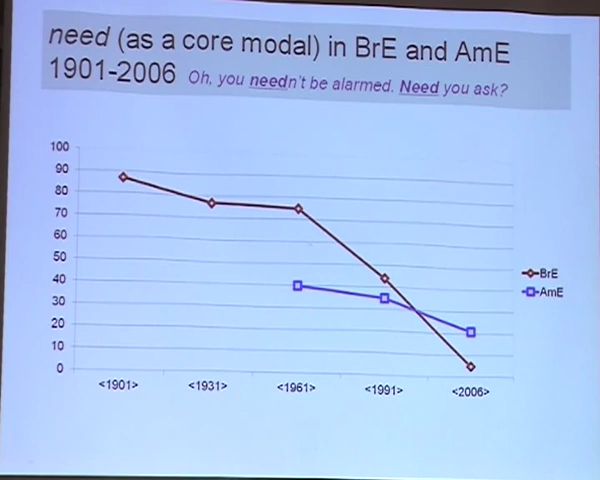 need (as a core modal) in BrE and AmE
1901-2006 Oh, you needn't be alarmed. Need you ask?
100
90
80
70
60
50
40
30
20
10
0
<1901> <1931> <1961> <1991> <2006>
BrE
AmE